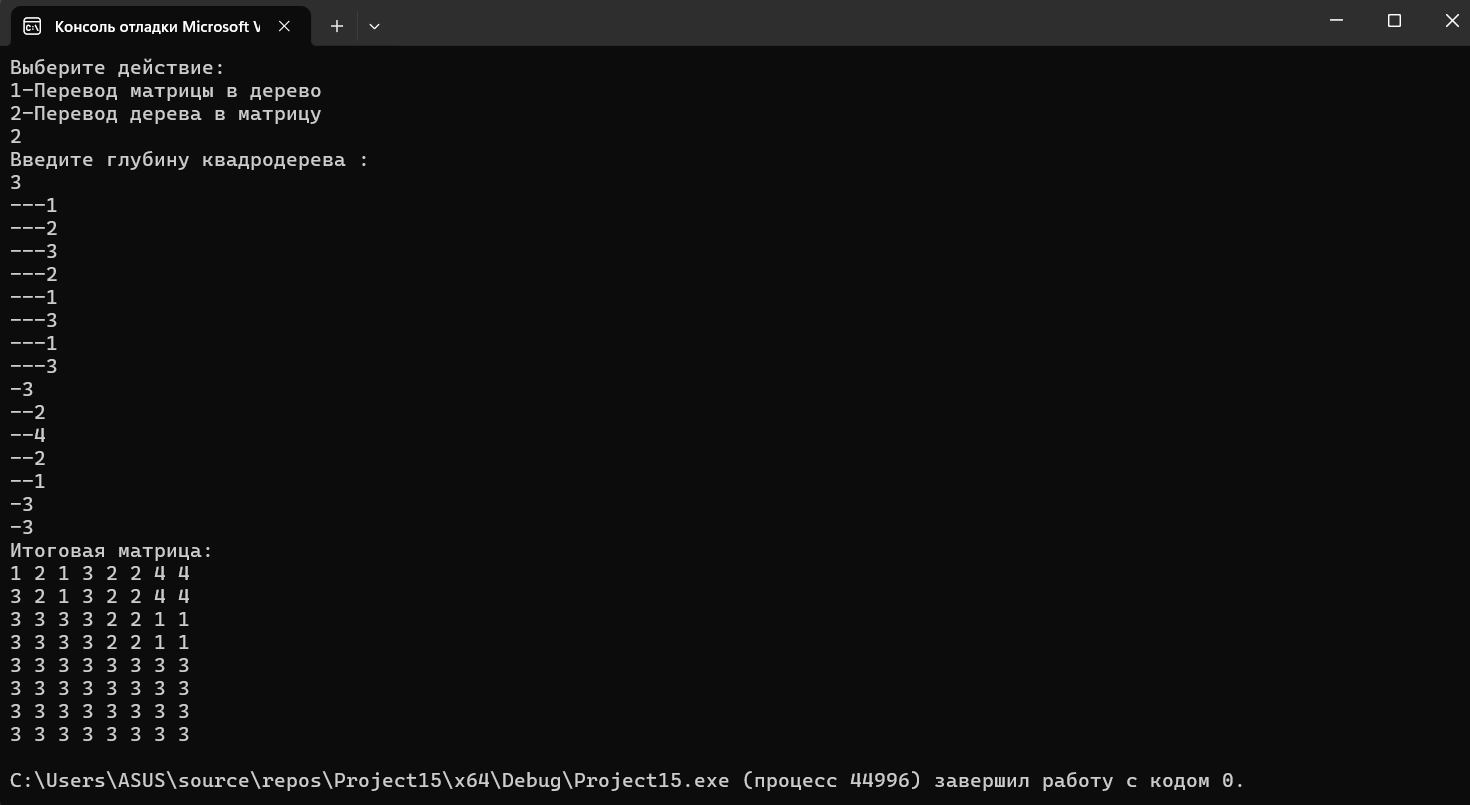 Консоль отладки Microsoft V
Выберите действие:
1-Перевод матрицы в дерево
2-Перевод дерева в матрицу
2
Введите глубину квадродерева :
3
---1
---2
---3
---2
---1
---3
---1
---3
-3
--2
--4
--2
--1
-3
-3
Итоговая матрица:
1 2 1 3 2 2 4 4
3 2 1 3 2 2 4 4
3 3 3 3 2 2 1 1
3 3 3 3 2 2 1 1
3 3 3 3 3 3 3 3
3 3 3 3 3 3 3 3
3 3 3 3 3 3 3 3
3 3 3 3 3 3 3 3
C:\Users\ASUS\source\repos\Project15\x64\Debug\Project15.exe (процесс 44996) завершил работу с кодом 0.